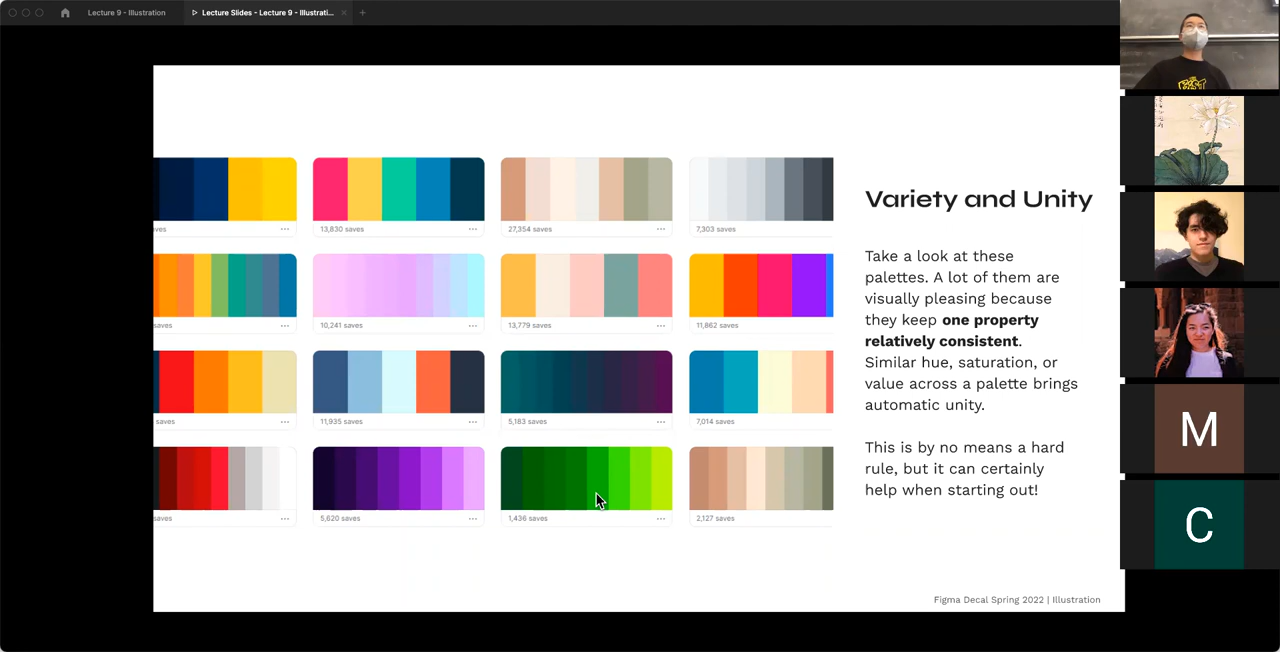 Lecture 9 - Illustration
Lecture Slides - Lecture 9 - Illustrati...
Variety and Unity
Take a look at these
palettes. A lot of them are
visually pleasing because
they keep one property
relatively consistent.
Similar hue, saturation, or
value across a palette brings
automatic unity.
This is by no means a hard
rule, but it can certainly
help when starting out!
13,830 saves
27,354 saves
7,303 saves
saves
10,241 saves
13,779 saves
11,862 saves
saves
11,935 saves
5,183 saves
7,014 saves
saves
5,620 saves
1,436 saves
2,127 saves
Figma Decal Spring 2022 | Illustration
M
C